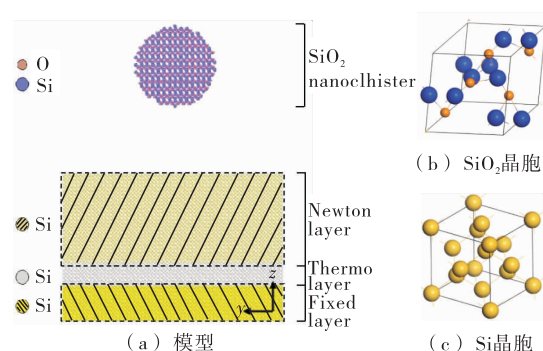 O
Si
SiO₂
nanoclhister
Si
Newton
layer
Si
Thermo
layer
Si
Fixed
layer
z
y
(a) 模型
(b) SiO₂晶胞
(c) Si晶胞